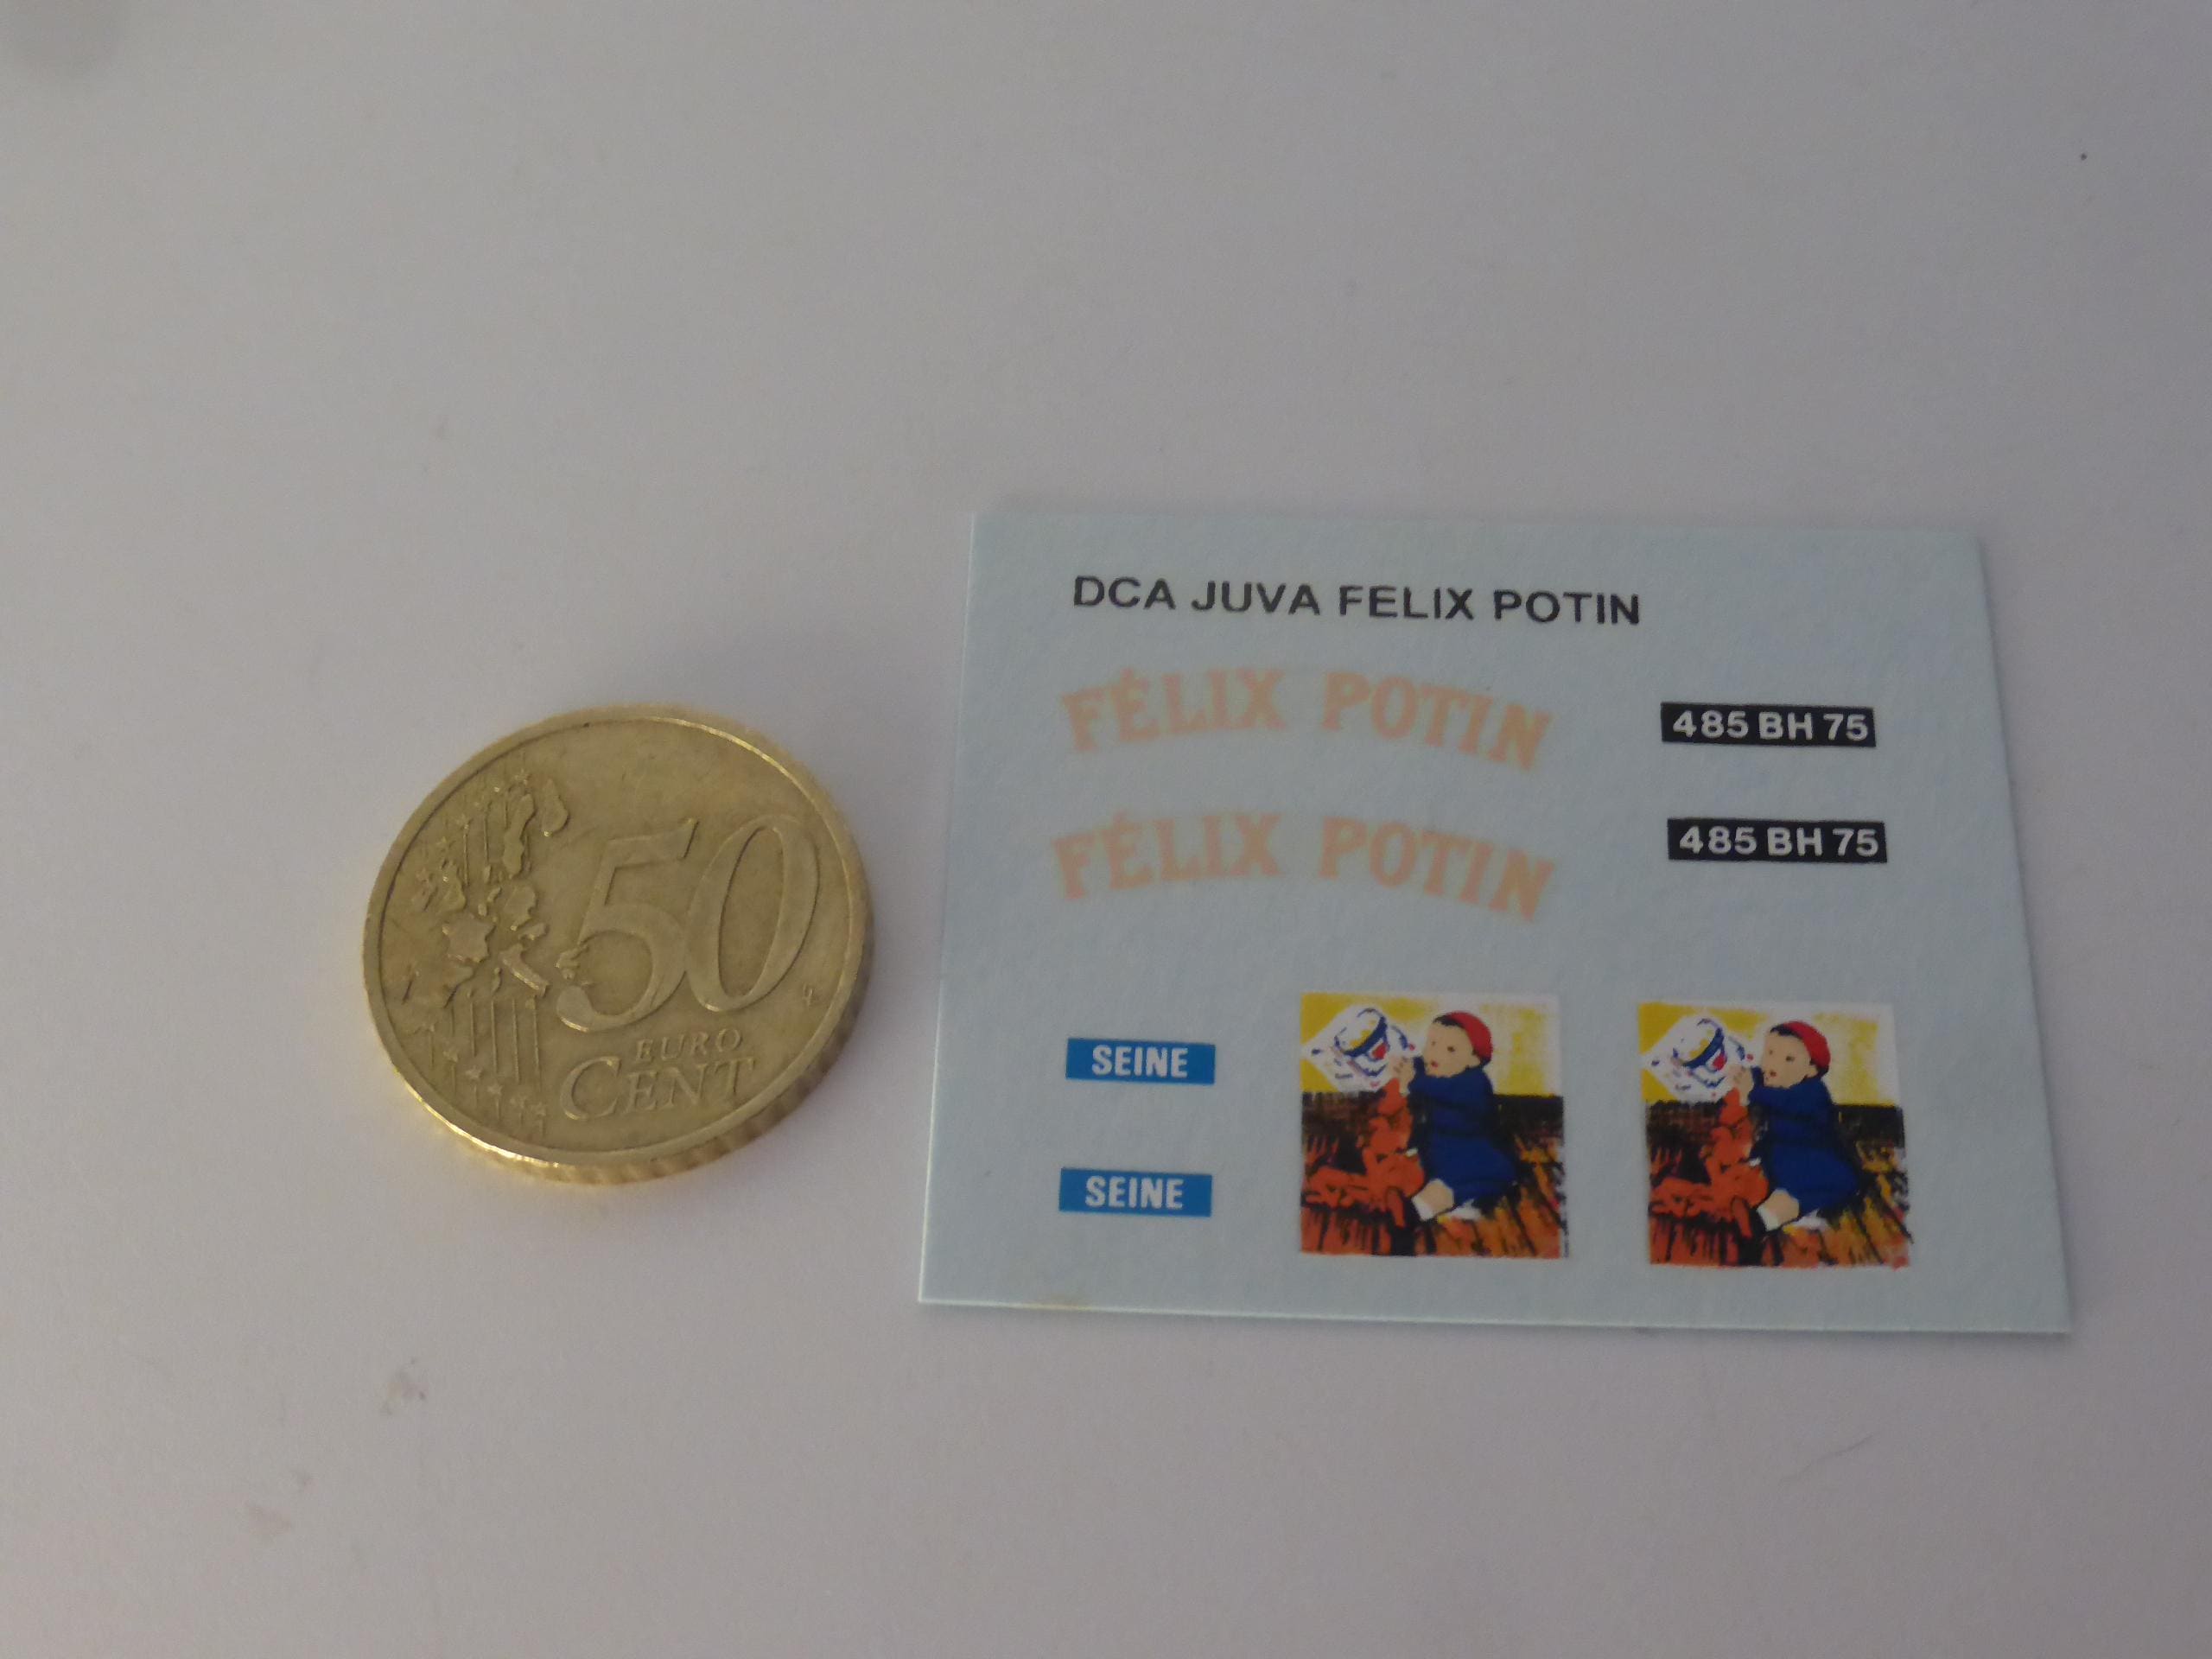 50
EURO
CENT
DCA JUVA FELIX POTIN
FÉLIX POTIN
485 BH 75
FÉLIX POTIN
485 BH 75
SEINE
SEINE